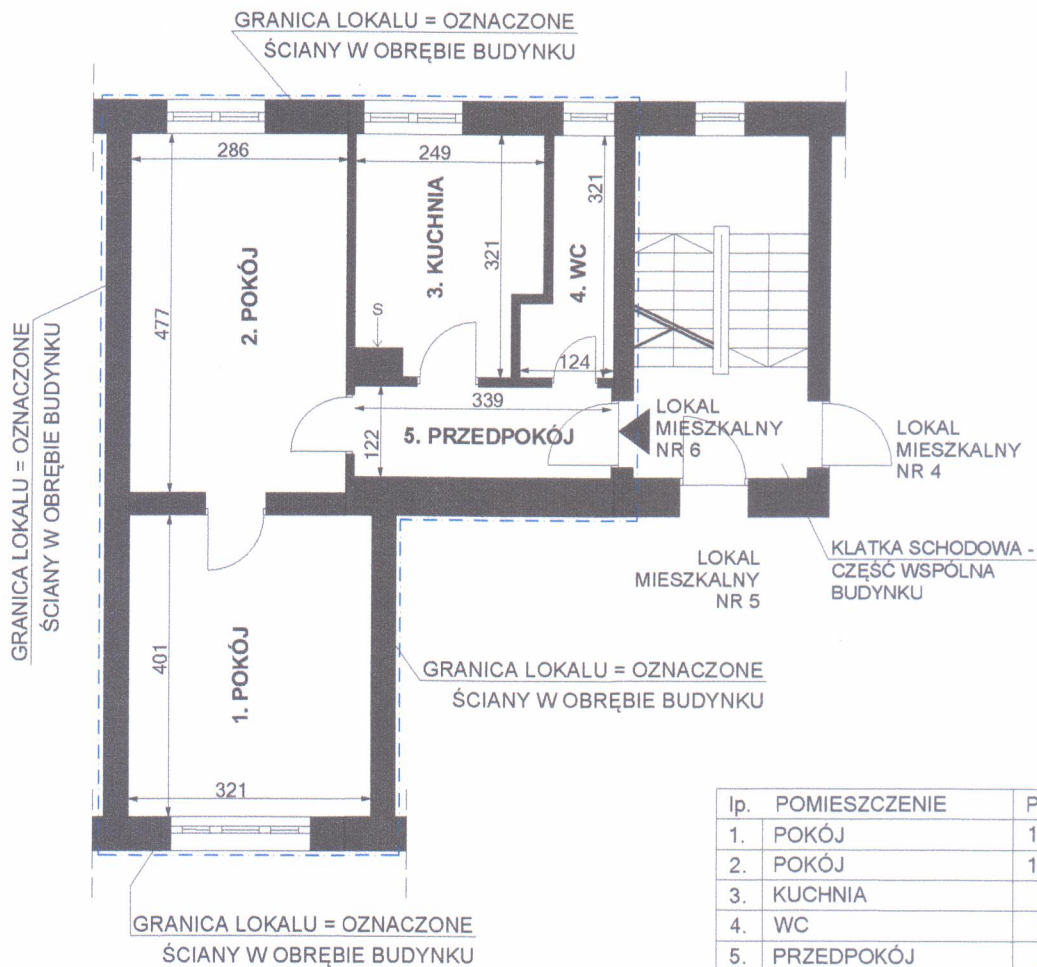 GRANICA LOKALU = OZNACZONE
ŚCIANY W OBRĘBIE BUDYNKU
286
249
321
321
477
2. POKÓJ
3. KUCHNIA
4. WC
S
124
339
122
5. PRZEDPOKÓJ
LOKAL
MIESZKALNY
NR 6
LOKAL
MIESZKALNY
NR 4
GRANICA LOKALU = OZNACZONE
ŚCIANY W OBRĘBIE BUDYNKU
LOKAL
MIESZKALNY
NR 5
KLATKA SCHODOWA -
CZĘŚĆ WSPÓLNA
BUDYNKU
401
1. POKÓJ
321
GRANICA LOKALU = OZNACZONE
ŚCIANY W OBRĘBIE BUDYNKU
GRANICA LOKALU = OZNACZONE
ŚCIANY W OBRĘBIE BUDYNKU
lp. POMIESZCZENIE P
1. POKÓJ 1
2. POKÓJ 1
3. KUCHNIA
4. WC
5. PRZEDPOKÓJ